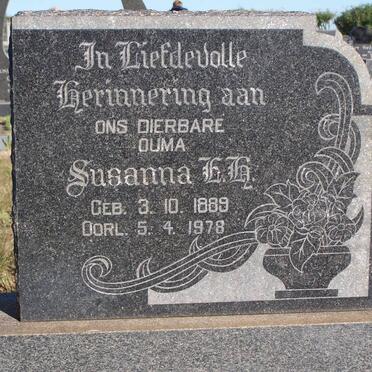 In Liefdevolle
Herinnering aan
ONS DIERBARE
OUMA
Susanna E.H.
GEB. 3. 10. 1889
OORL. 5. 4. 1978